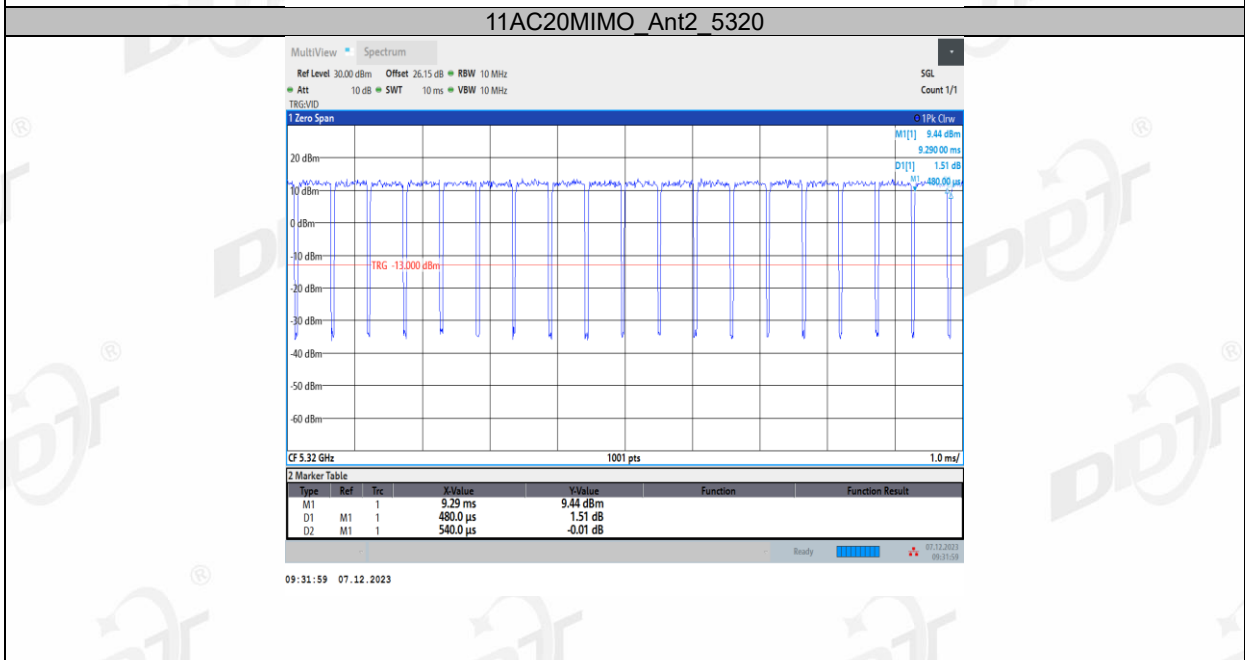 11AC20MIMO_Ant2_5320
MultiView Spectrum
Ref Level 30.00 dBm Offset 26.15 dB RBW 10 MHz SGL
Att 10 dB SWT 10 ms VBW 10 MHz Count 1/1
TRG:VID
1 Zero Span 1Pk Clrw
M1[1] 9.44 dBm
9.290 00 ms
20 dBm
D1[1] 1.51 dB
M1 480.00 µs
10 dBm
0 dBm
-10 dBm
TRG -13.000 dBm
-20 dBm
-30 dBm
-40 dBm
-50 dBm
-60 dBm
CF 5.32 GHz 1001 pts 1.0 ms/
2 Marker Table
Type Ref Trc X-Value Y-Value Function Function Result
M1 1 9.29 ms 9.44 dBm
D1 M1 1 480.0 µs 1.51 dB
D2 M1 1 540.0 µs -0.01 dB
Ready 07.12.2023
09:31:59
09:31:59 07.12.2023
DDT ®